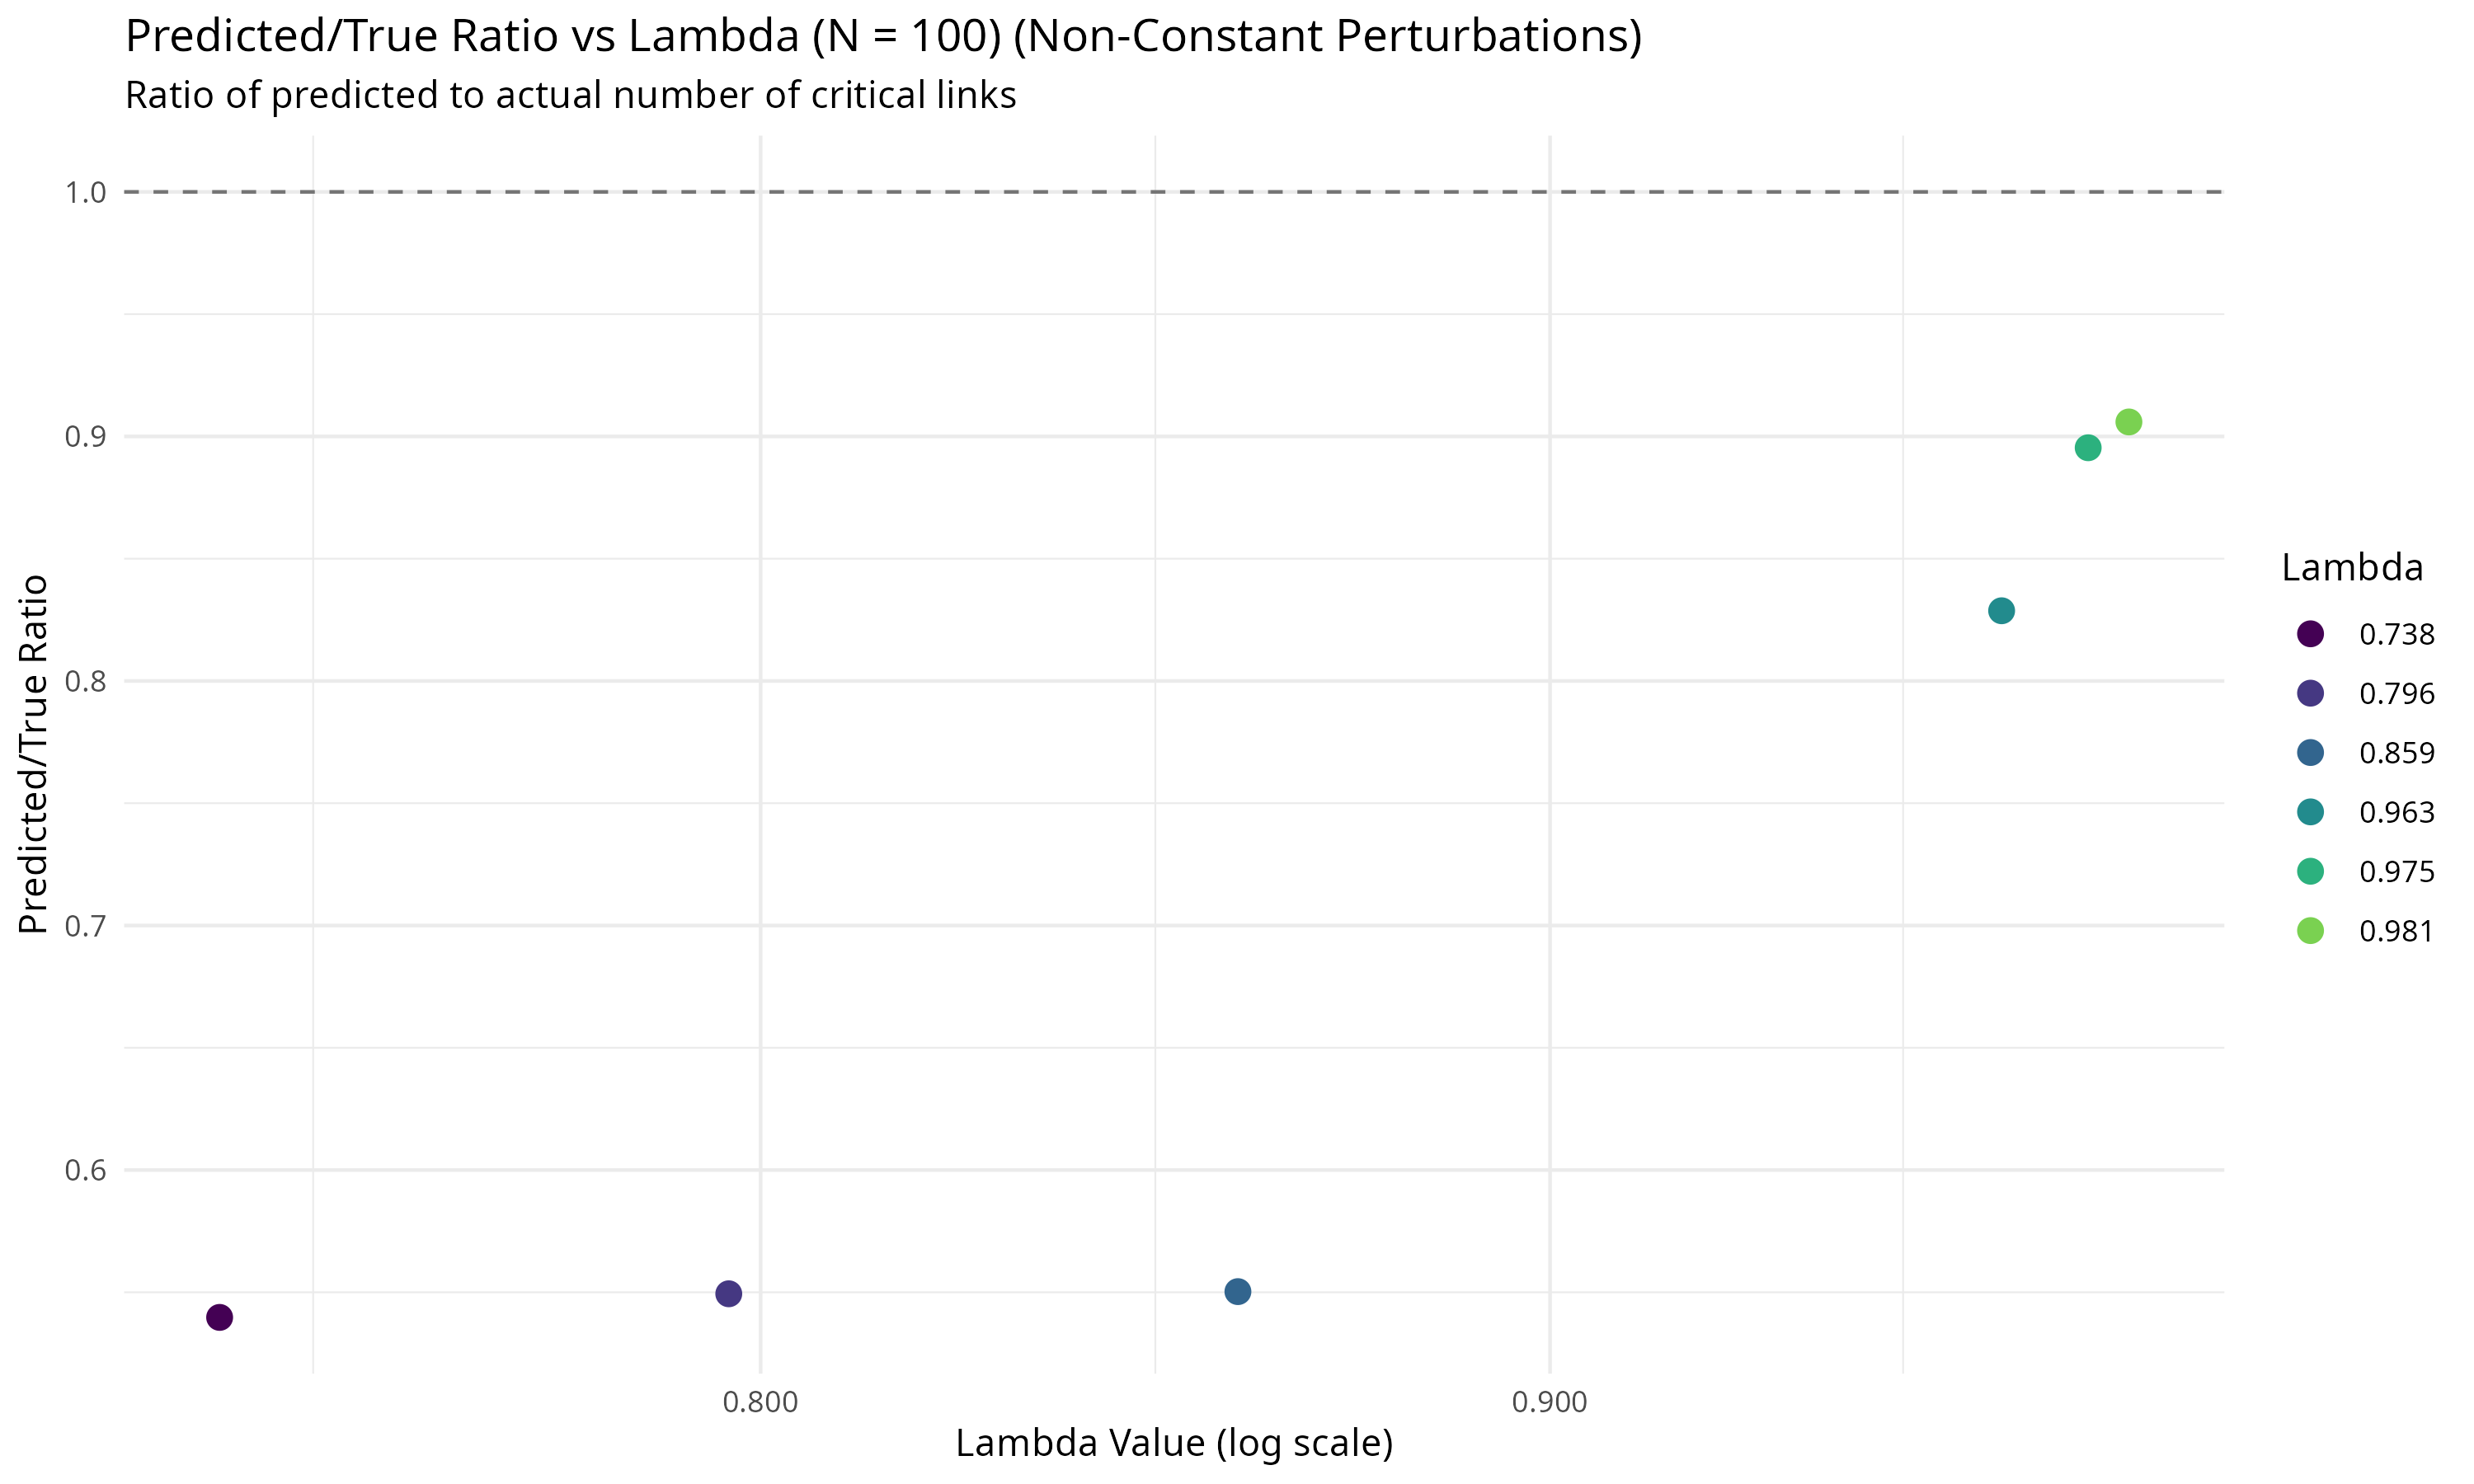 Predicted/True Ratio vs Lambda (N = 100) (Non-Constant Perturbations)
Ratio of predicted to actual number of critical links
1.0
0.9
0.8
0.7
0.6
Predicted/True Ratio
0.800
0.900
Lambda Value (log scale)
Lambda
0.738
0.796
0.859
0.963
0.975
0.981